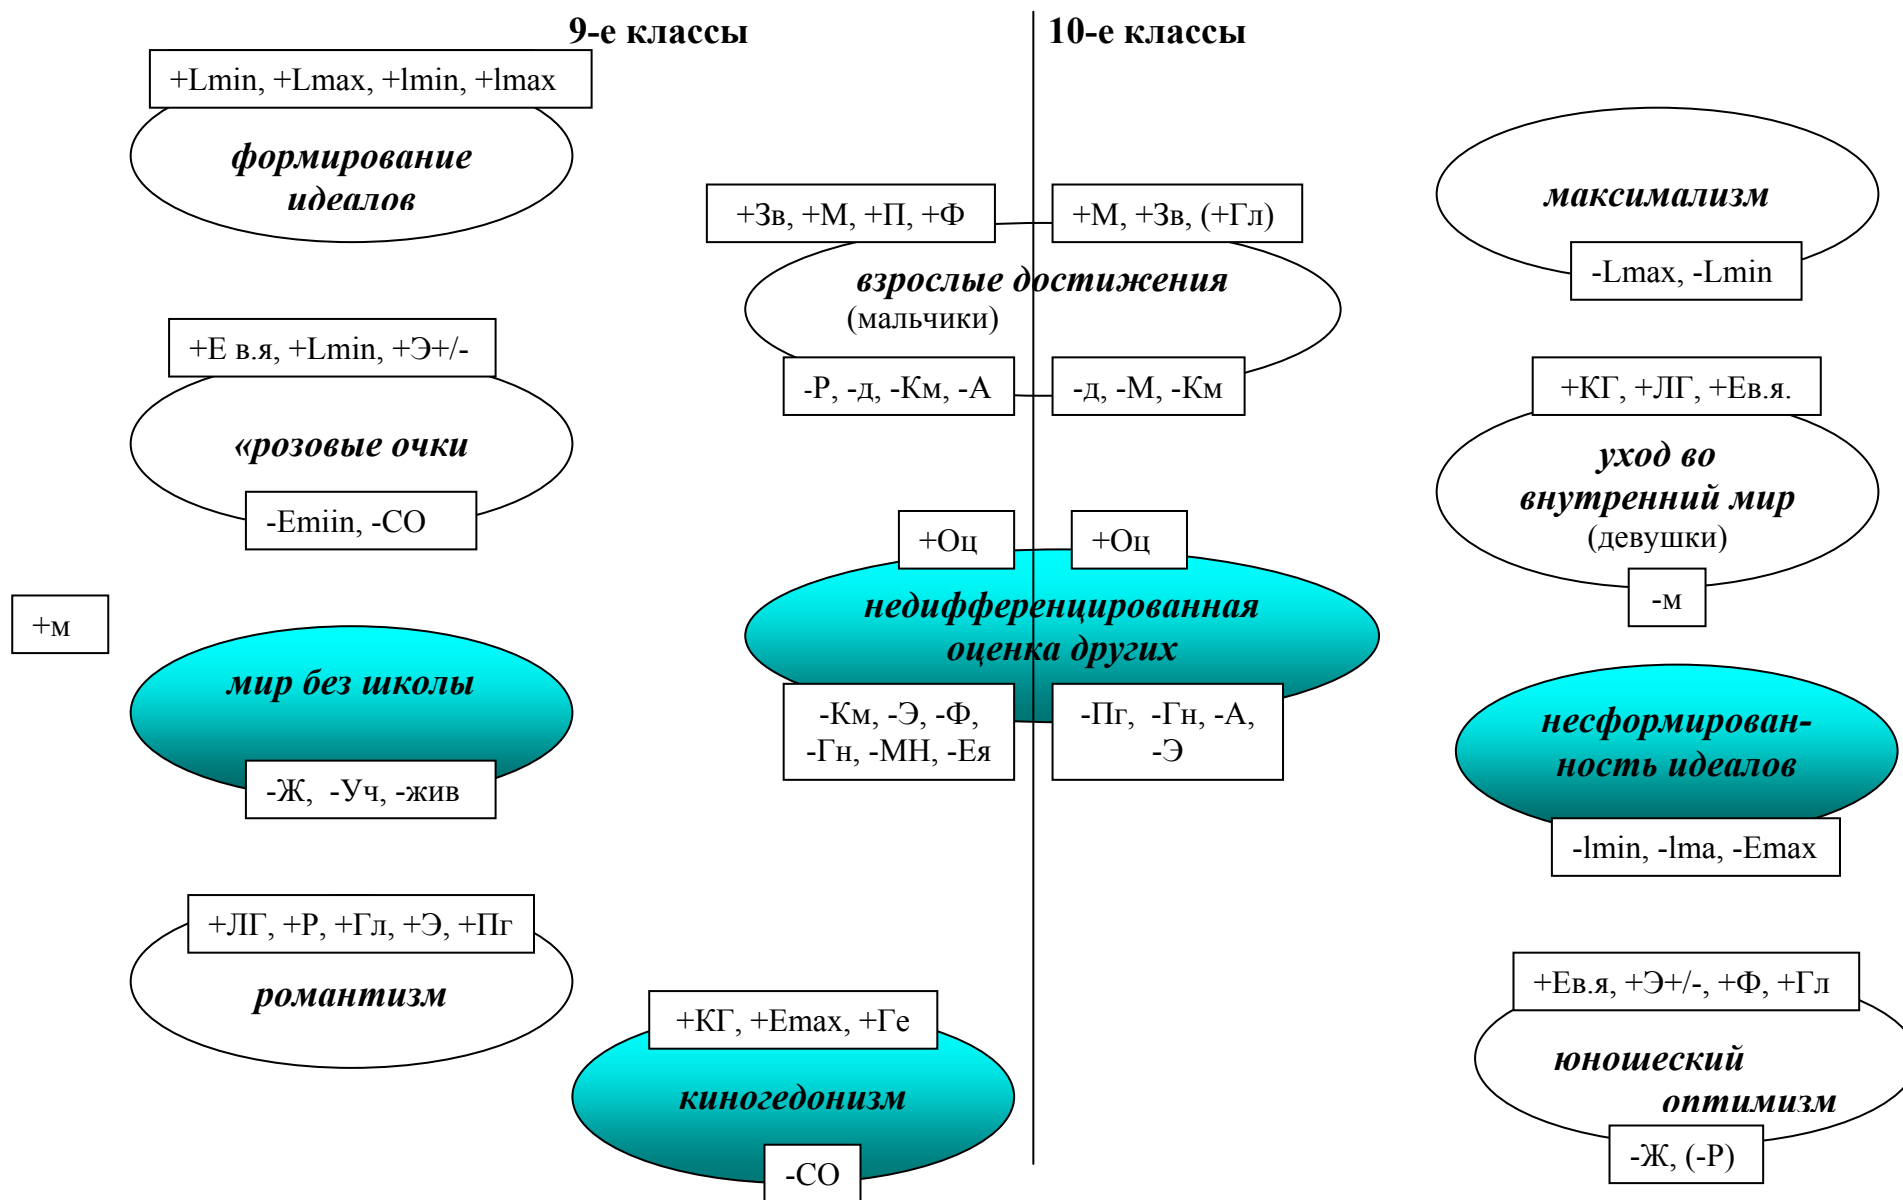 9-е классы
10-е классы
+Lmin, +Lmax, +lmin, +lmax
формирование
идеалов
+Е в.я, +Lmin, +Э+/-
«розовые очки
-Emiin, -СО
+м
мир без школы
-Ж, -Уч, -жив
+ЛГ, +Р, +Гл, +Э, +Пг
романтизм
+КГ, +Emax, +Ге
киногедонизм
-СО
+Зв, +М, +П, +Ф
+М, +Зв, (+Гл)
взрослые достижения
(мальчики)
-Р, -д, -Км, -А
-д, -М, -Км
+Оц
+Оц
недифференцированная
оценка других
-Км, -Э, -Ф,
-Гн, -МН, -Ея
-Пг, -Гн, -А,
-Э
максимализм
-Lmax, -Lmin
+КГ, +ЛГ, +Ев.я.
уход во
внутренний мир
(девушки)
-м
несформирован-
ность идеалов
-lmin, -lma, -Emax
+Ев.я, +Э+/-, +Ф, +Гл
юношеский
оптимизм
-Ж, (-Р)